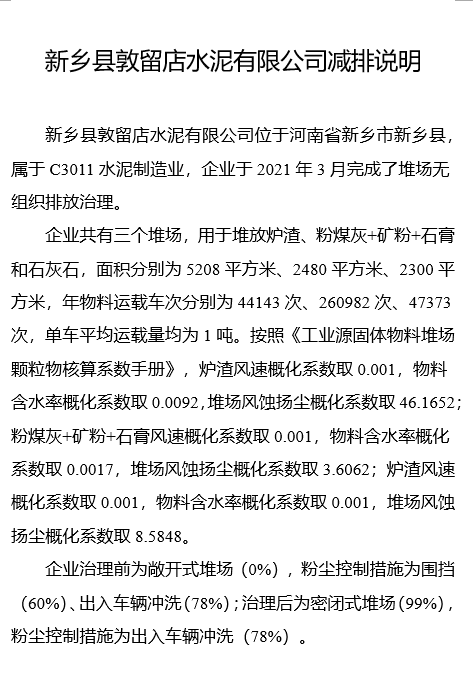 新乡县敦留店水泥有限公司减排说明
新乡县敦留店水泥有限公司位于河南省新乡市新乡县，
属于 C3011 水泥制造业，企业于 2021 年 3 月完成了堆场无
组织排放治理。
企业共有三个堆场，用于堆放炉渣、粉煤灰+矿粉+石膏
和石灰石，面积分别为 5208 平方米、2480 平方米、2300 平
方米，年物料运载车次分别为 44143 次、260982 次、47373
次，单车平均运载量均为 1 吨。按照《工业源固体物料堆场
颗粒物核算系数手册》，炉渣风速概化系数取 0.001，物料
含水率概化系数取 0.0092，堆场风蚀扬尘概化系数取 46.1652；
粉煤灰+矿粉+石膏风速概化系数取 0.001，物料含水率概化
系数取 0.0017，堆场风蚀扬尘概化系数取 3.6062；炉渣风速
概化系数取 0.001，物料含水率概化系数取 0.001，堆场风蚀
扬尘概化系数取 8.5848。
企业治理前为敞开式堆场（0%），粉尘控制措施为围挡
（60%）、出入车辆冲洗（78%）；治理后为密闭式堆场（99%），
粉尘控制措施为出入车辆冲洗（78%）。